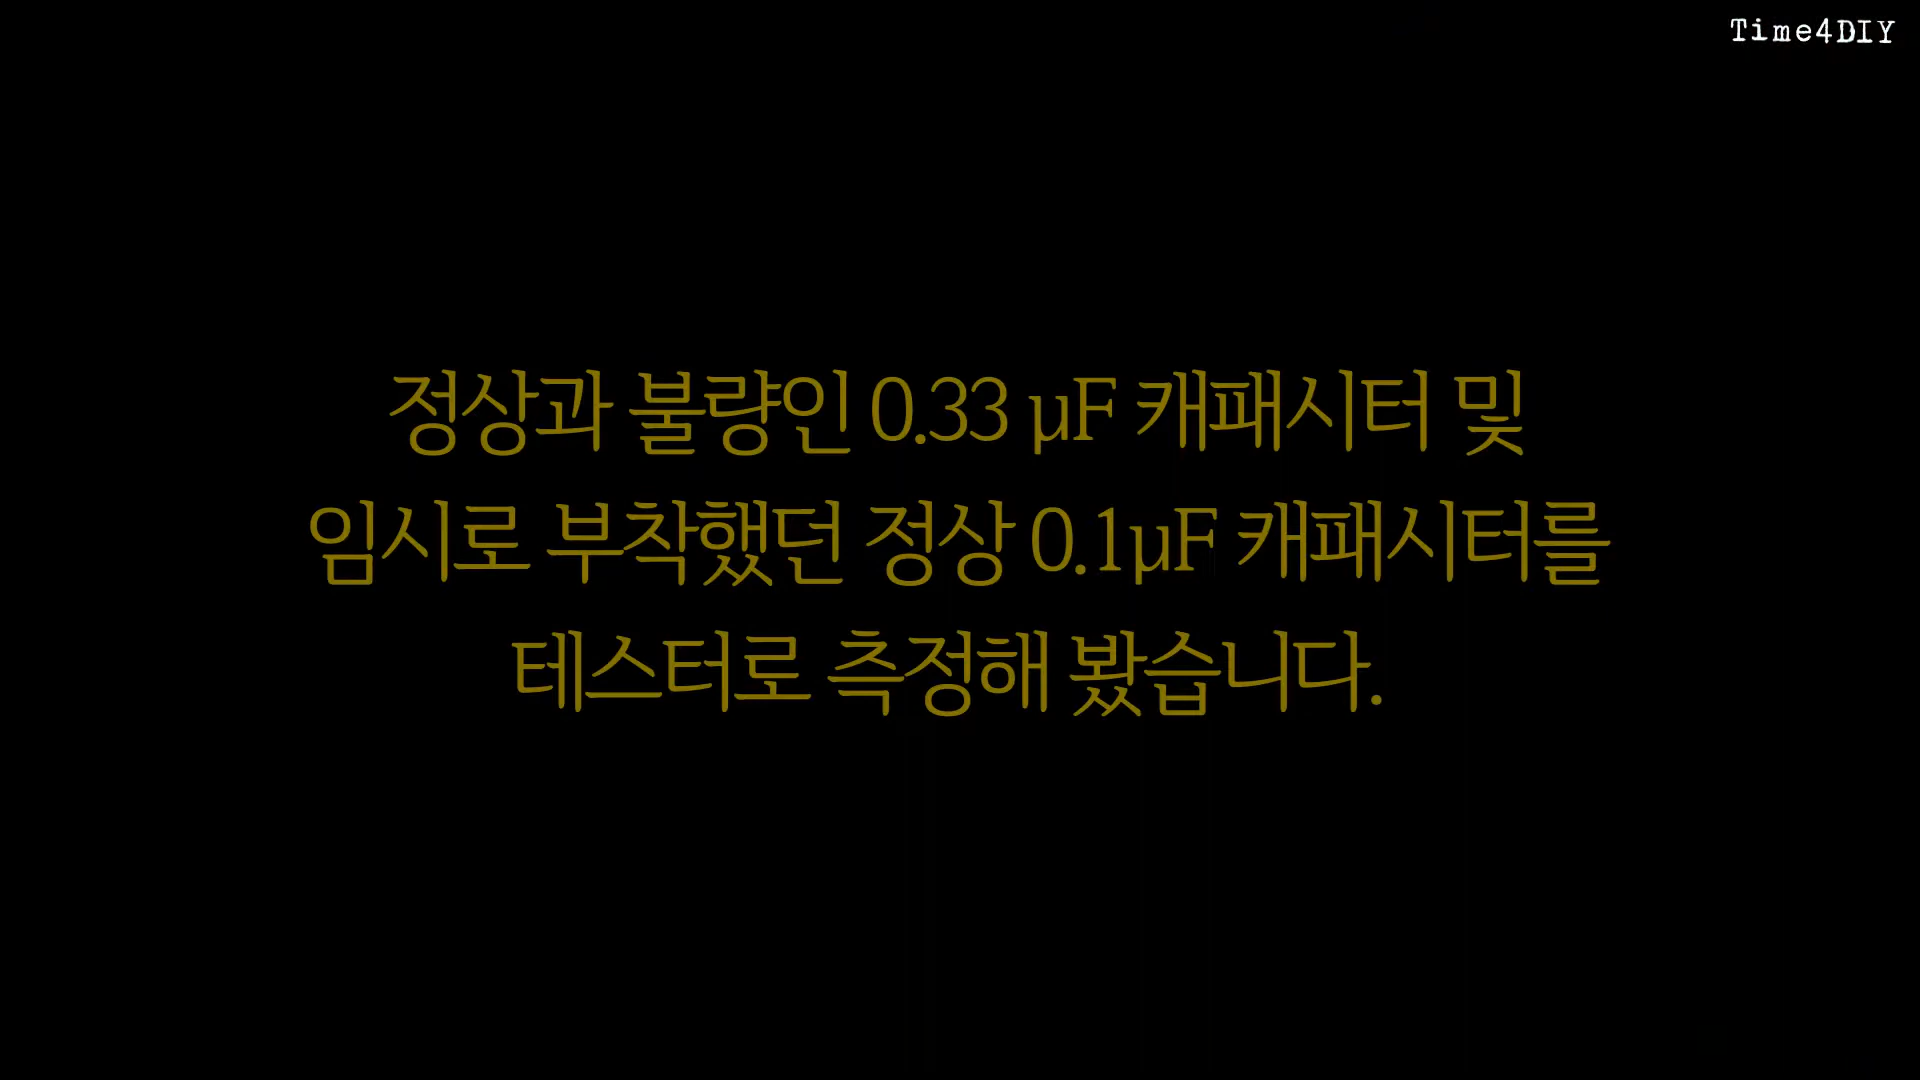 Time4DIY
정상과 불량인 0.33 µF 캐패시터 및
임시로 부착했던 정상 0.1µF 캐패시터를
테스터로 측정해 봤습니다.